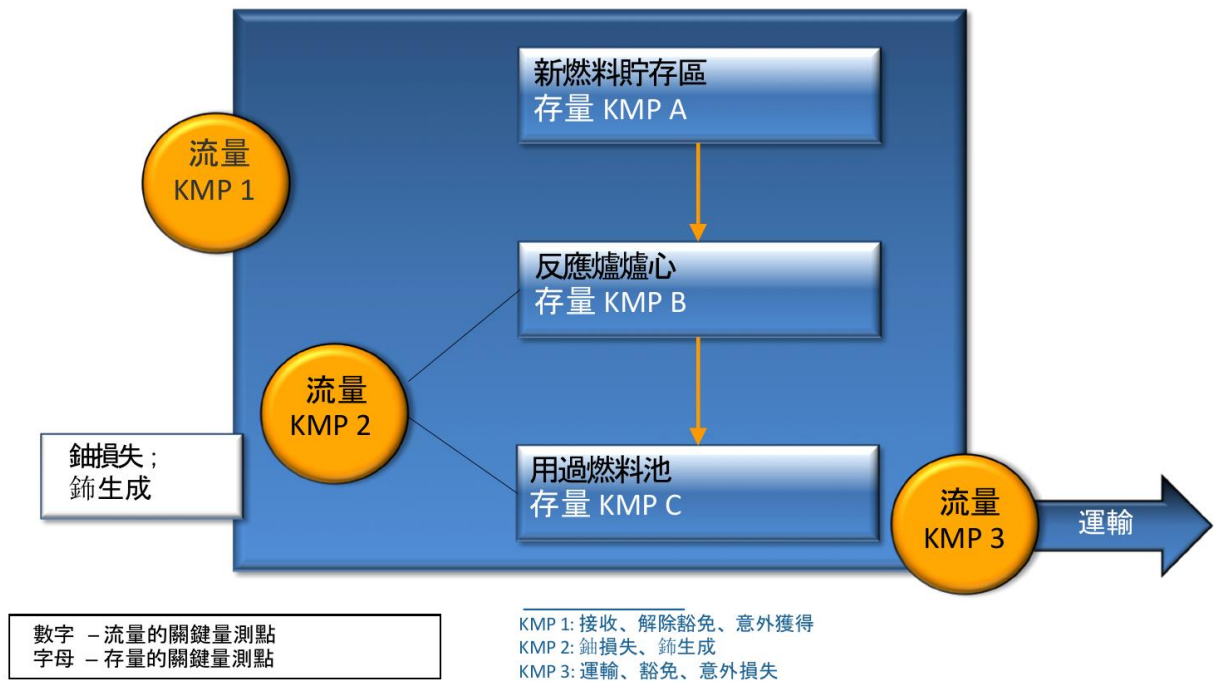 新燃料貯存區
存量 KMP A
流量
KMP 1
反應爐爐心
存量 KMP B
流量
KMP 2
鈾損失；
鈽生成
用過燃料池
存量 KMP C
流量
KMP 3
運輸
數字 – 流量的關鍵量測點
字母 – 存量的關鍵量測點
KMP 1: 接收、解除豁免、意外獲得
KMP 2: 鈾損失、鈽生成
KMP 3: 運輸、豁免、意外損失